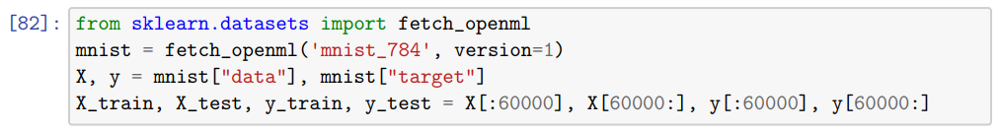 [82]: from sklearn.datasets import fetch_openml
mnist = fetch_openml('mnist_784', version=1)
X, y = mnist["data"], mnist["target"]
X_train, X_test, y_train, y_test = X[:60000], X[60000:], y[:60000], y[60000:]